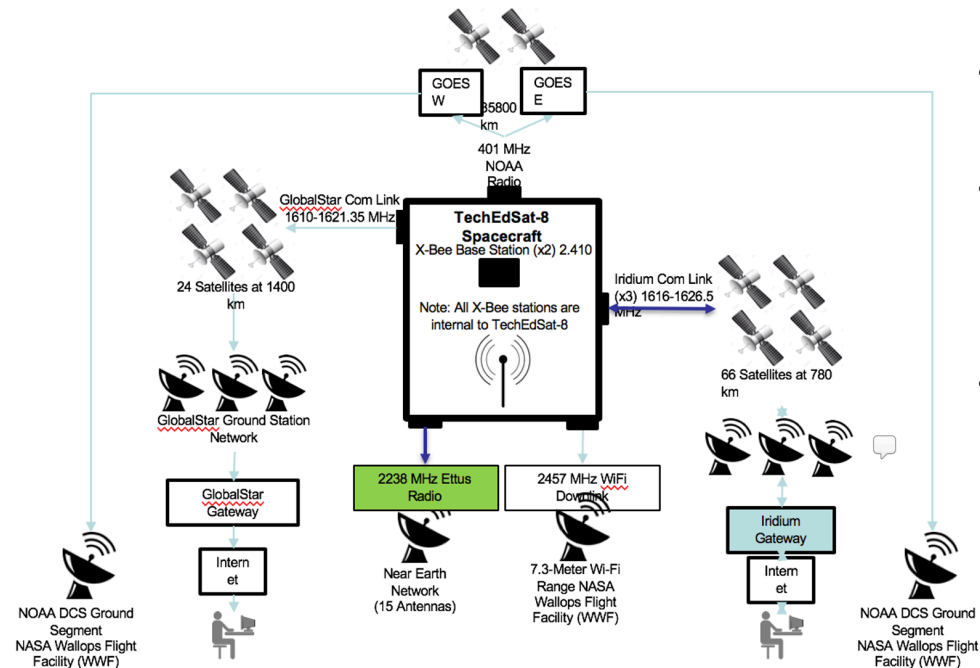 GOES
W
GOES
E
35800
km
401 MHz
NOAA
Radio
GlobalStar Com Link
1610-1621.35 MHz
TechEdSat-8
Spacecraft
X-Bee Base Station (x2) 2.410
Note: All X-Bee stations are
internal to TechEdSat-8
Iridium Com Link
(x3) 1616-1626.5
MHz
24 Satellites at 1400
km
66 Satellites at 780
km
GlobalStar Ground Station
Network
GlobalStar
Gateway
Intern
et
2238 MHz Ettus
Radio
2457 MHz WiFi
Downlink
Near Earth
Network
(15 Antennas)
7.3-Meter Wi-Fi
Range NASA
Wallops Flight
Facility (WWF)
Iridium
Gateway
Intern
et
NOAA DCS Ground
Segment
NASA Wallops Flight
Facility (WWF)
NOAA DCS Ground
Segment
NASA Wallops Flight
Facility (WWF)